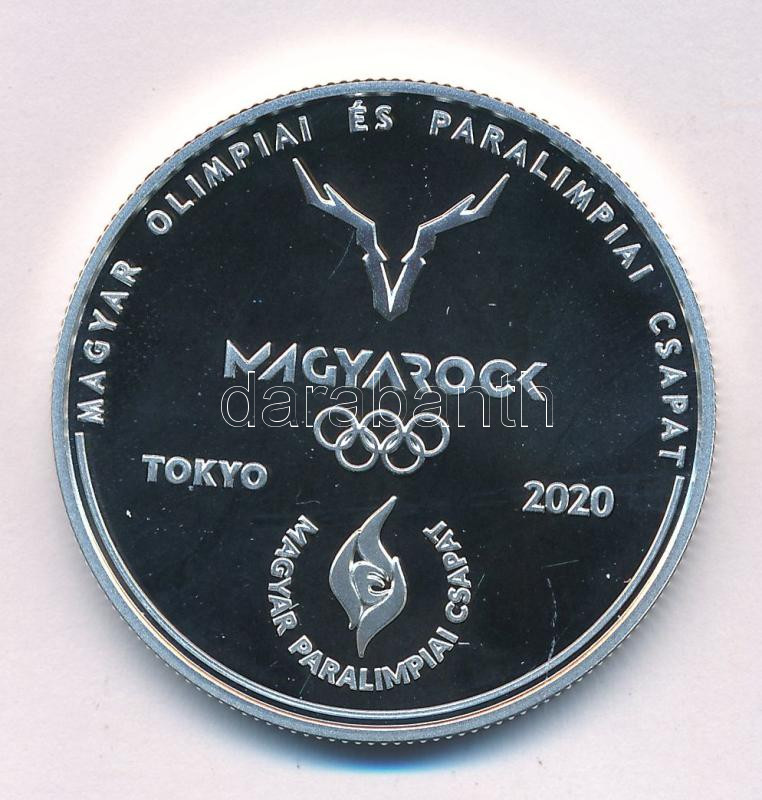 MAGYAR OLIMPIAI ÉS PARALIMPIAI CSAPAT
MAGYAROCK
darabanth
TOKYO
2020
MAGYAR PARALIMPIAI CSAPAT